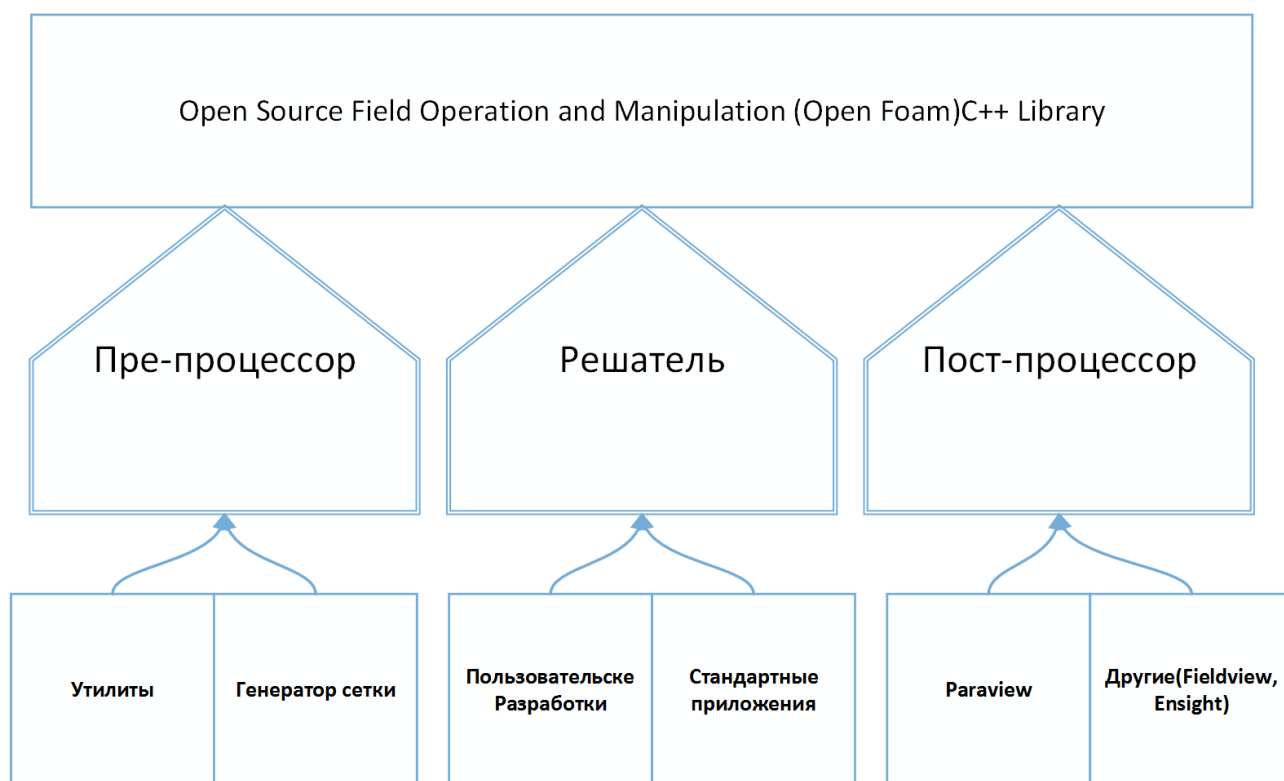 Open Source Field Operation and Manipulation (Open Foam)C++ Library
Пре-процессор
Решатель
Пост-процессор
Утилиты
Генератор сетки
Пользовательске
Разработки
Стандартные
приложения
Paraview
Другие(Fieldview,
Ensight)